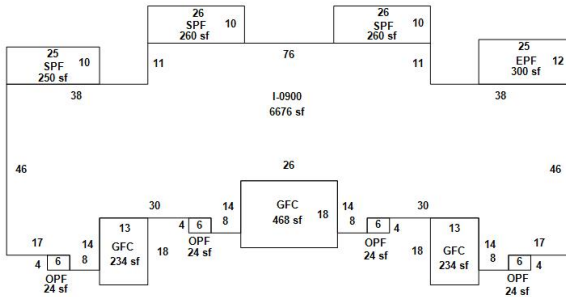 26
SPF
10
260 sf
26
SPF
10
260 sf
25
SPF
10
250 sf
25
EPF
12
300 sf
11
76
11
38
I-0900
6676 sf
38
46
46
26
GFC
18
468 sf
30
14
8
14
8
30
13
GFC
18
234 sf
4
6
OPF
24 sf
6
4
OPF
24 sf
13
GFC
18
234 sf
17
14
8
4
6
OPF
24 sf
14
8
17
6
4
OPF
24 sf